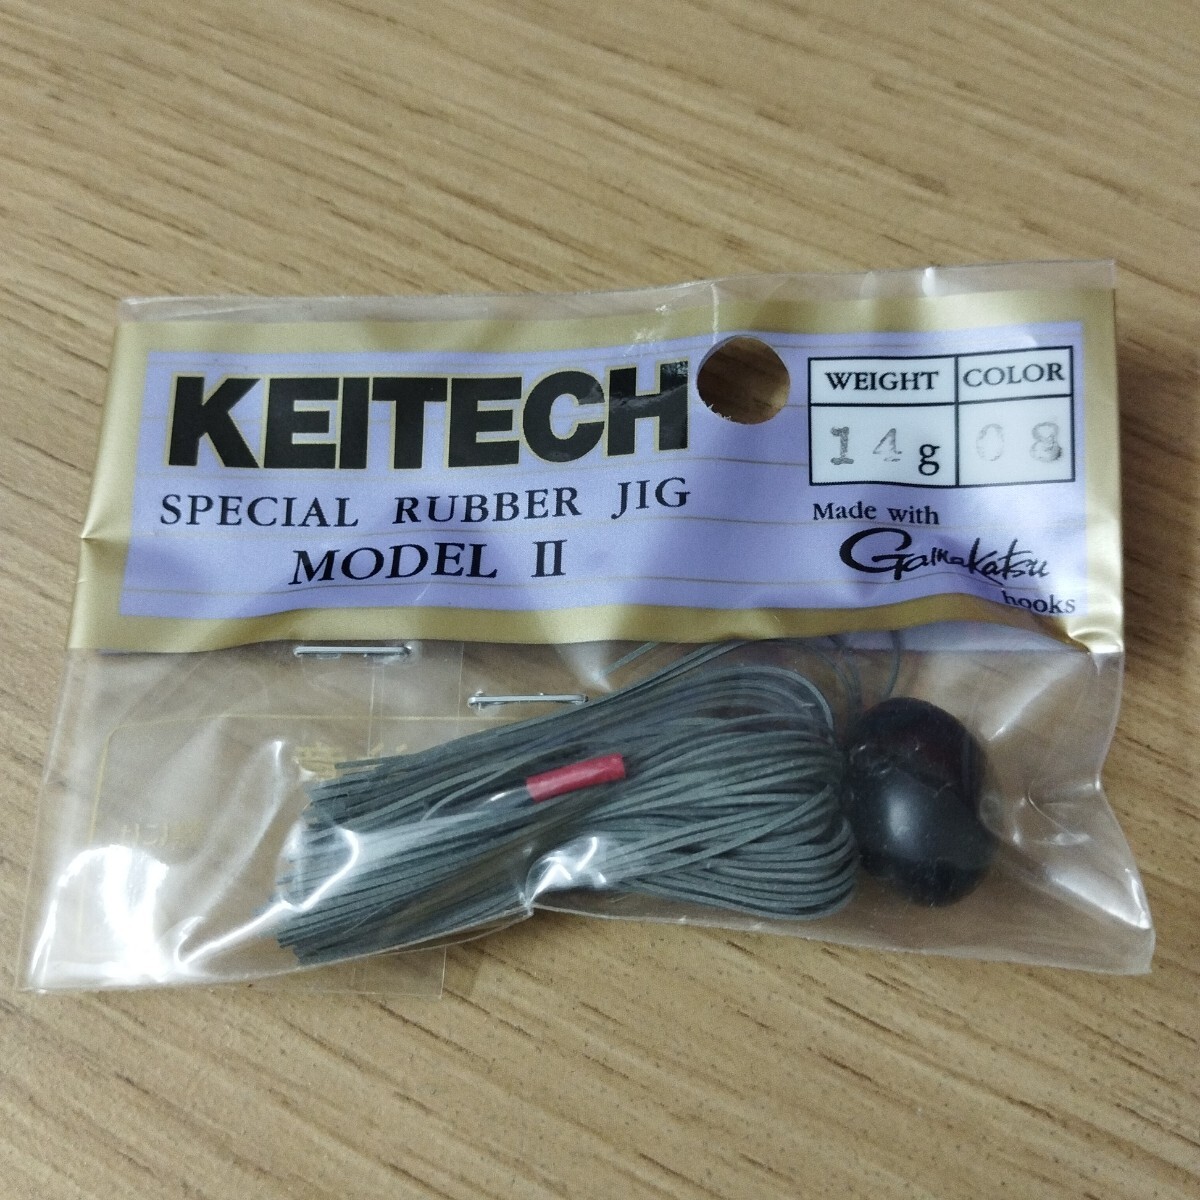 KEITECH
SPECIAL RUBBER JIG
MODEL II
WEIGHT COLOR
14g 08
Made with
Gamakatsu
hooks